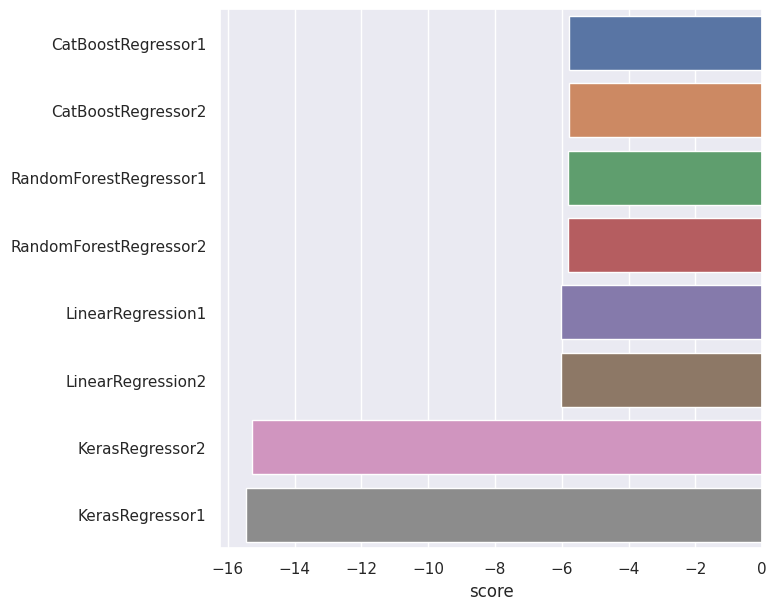 CatBoostRegressor1
CatBoostRegressor2
RandomForestRegressor1
RandomForestRegressor2
LinearRegression1
LinearRegression2
KerasRegressor2
KerasRegressor1
−16 −14 −12 −10 −8 −6 −4 −2 0
score